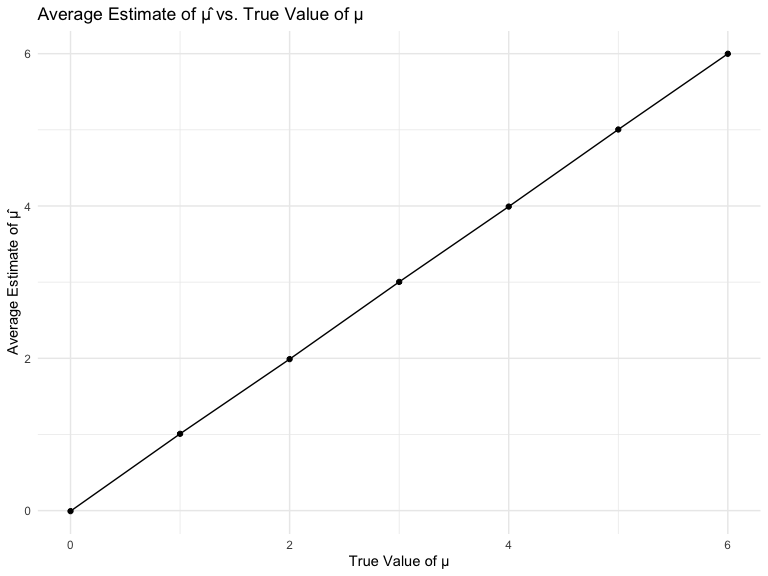 Average Estimate of μ̂ vs. True Value of μ
6
4
2
0
Average Estimate of μ̂
0 2 4 6
True Value of μ